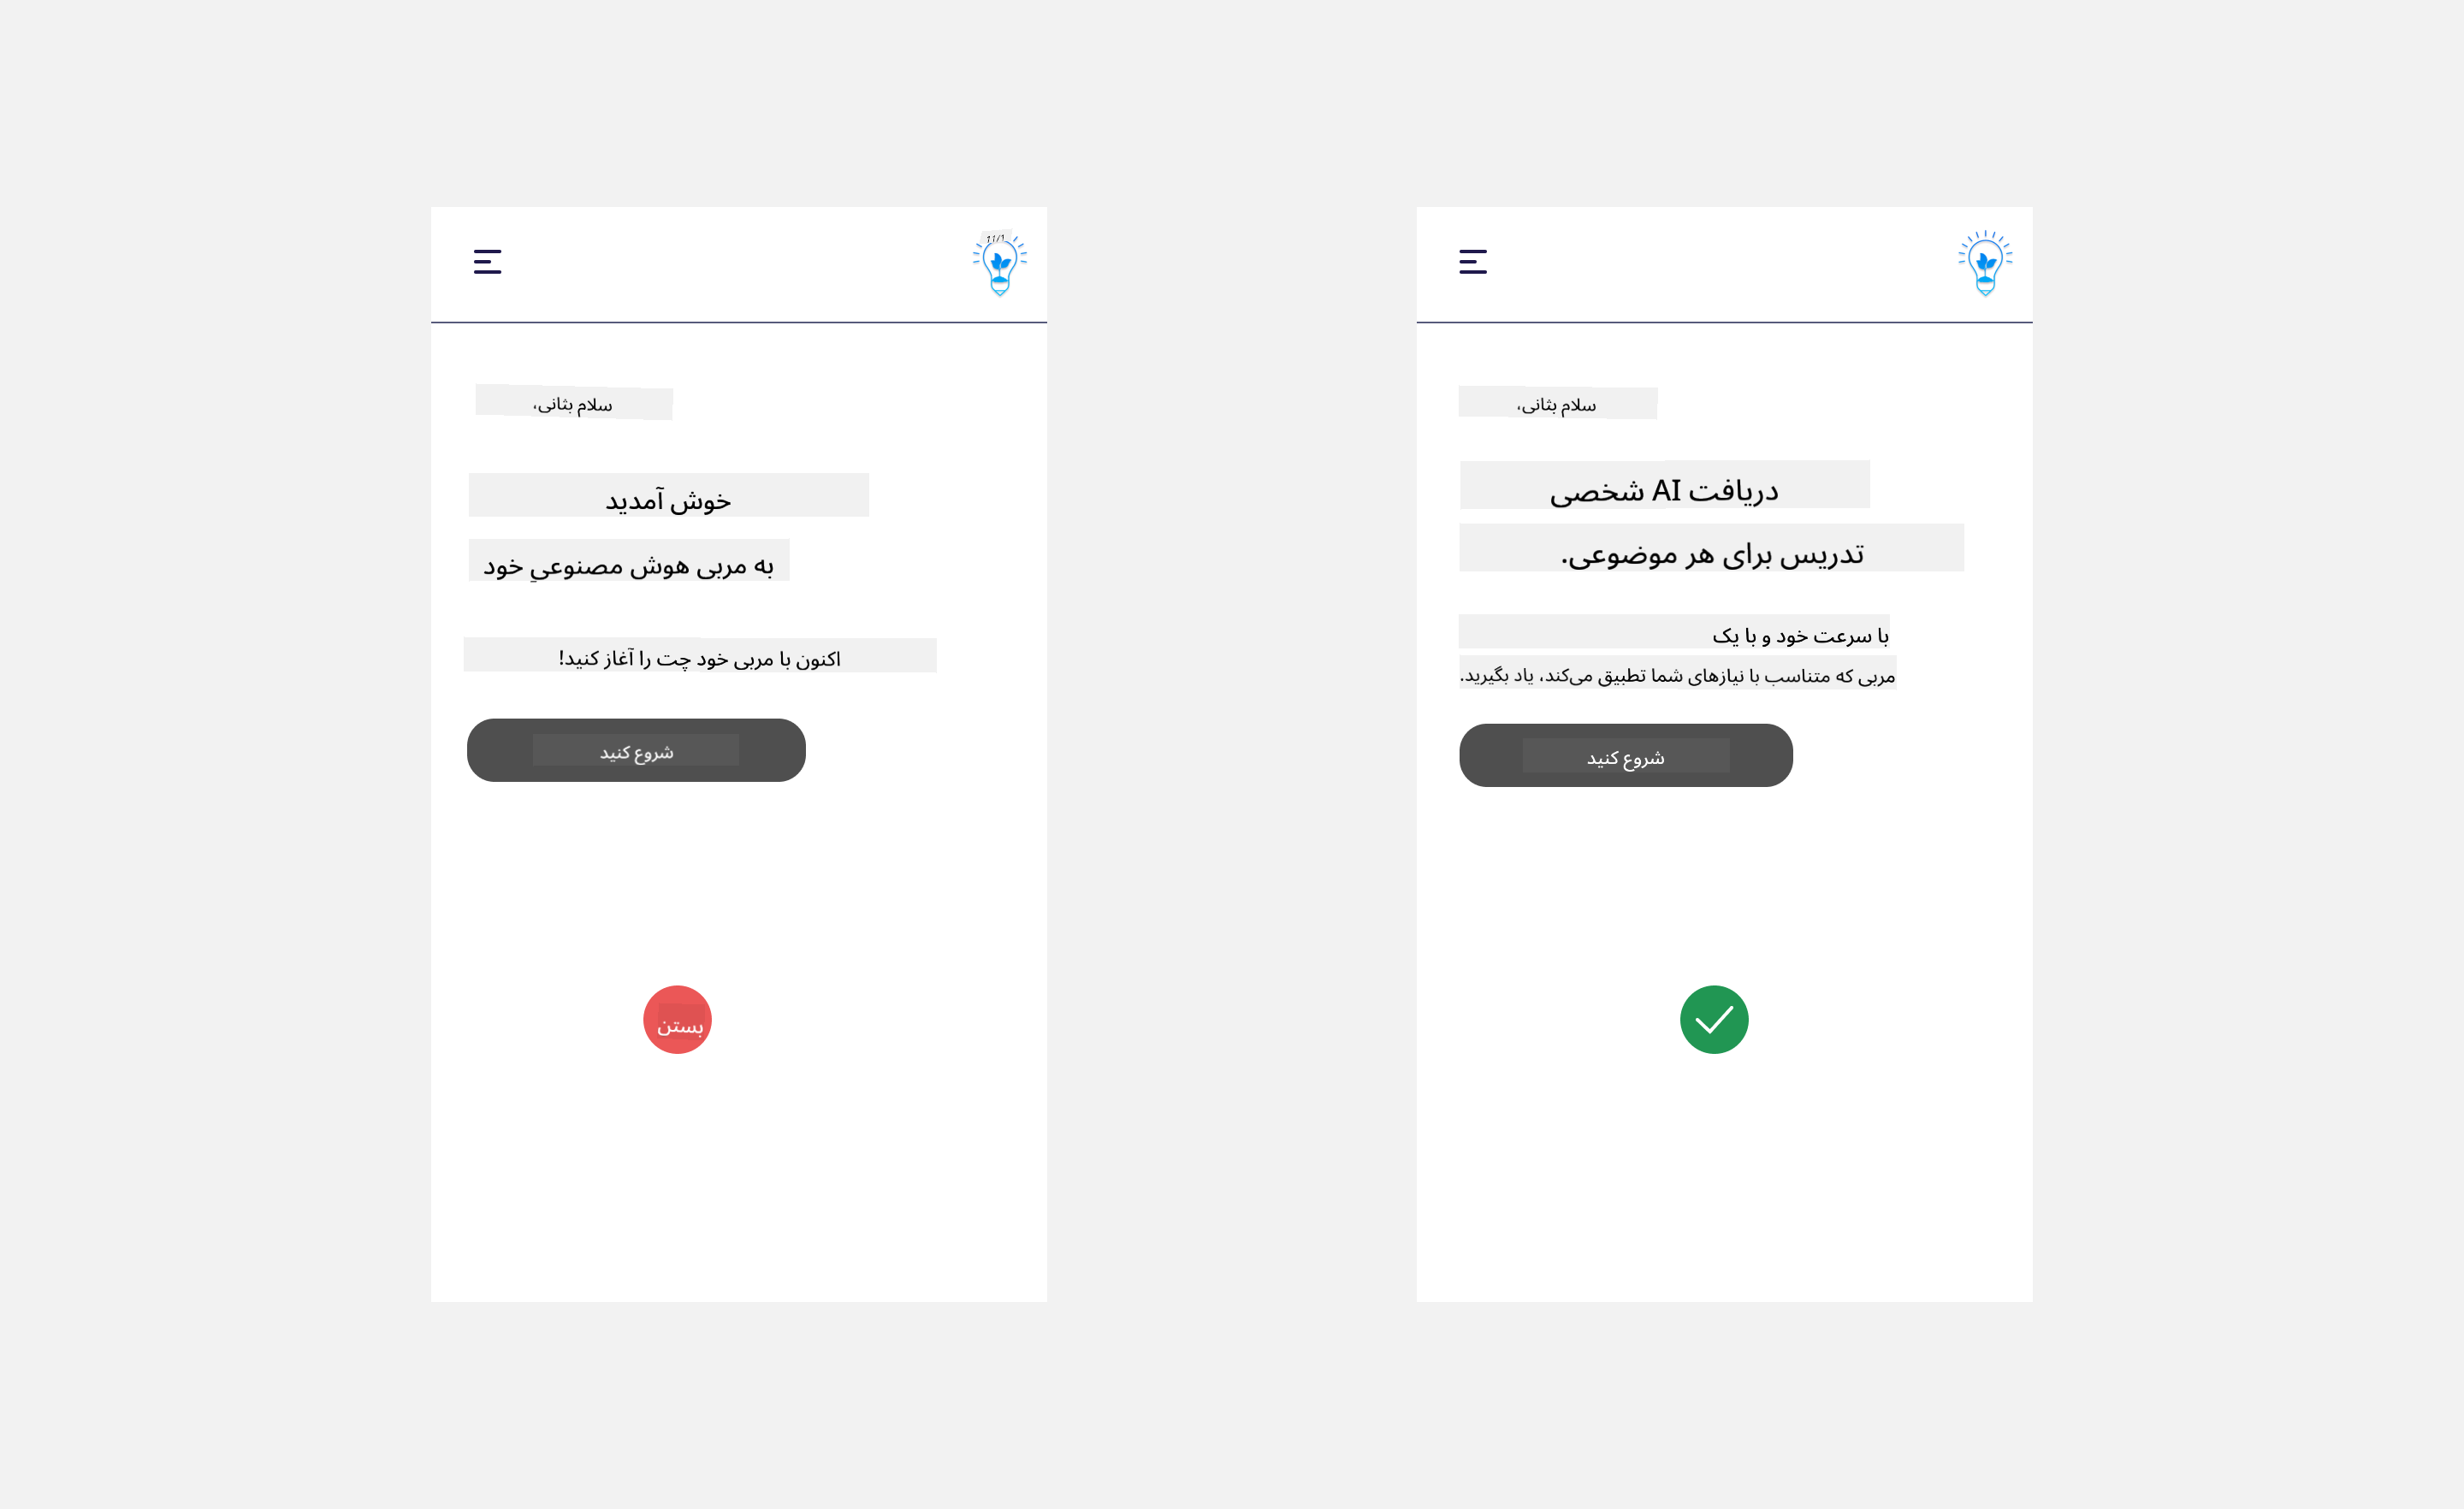 سلام بثانی،
خوش آمدید
به مربی هوش مصنوعیِ خود
اکنون با مربی خود چت را آغاز کنید!
شروع کنید
بستن
سلام بثانی،
دریافت AI شخصی
تدریس برای هر موضوعی.
با سرعت خود و با یک
مربی که متناسب با نیازهای شما تطبیق می‌کند، یاد بگیرید.
شروع کنید